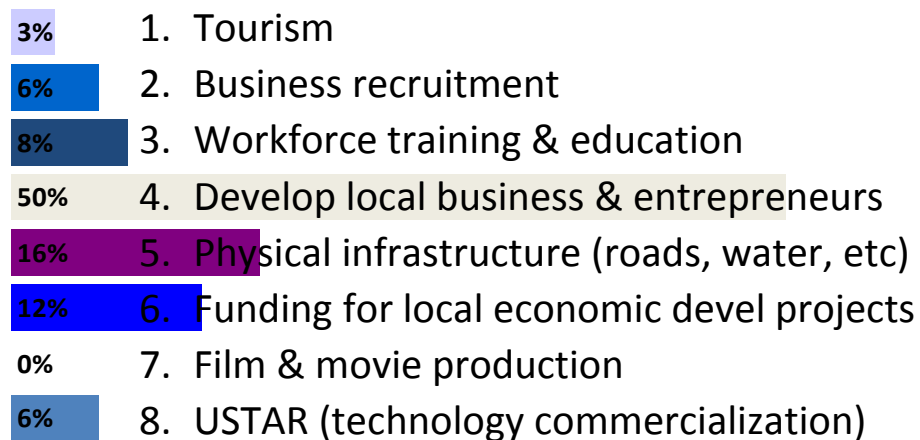 3% 1. Tourism
6% 2. Business recruitment
8% 3. Workforce training & education
50% 4. Develop local business & entrepreneurs
16% 5. Physical infrastructure (roads, water, etc)
12% 6. Funding for local economic devel projects
0% 7. Film & movie production
6% 8. USTAR (technology commercialization)